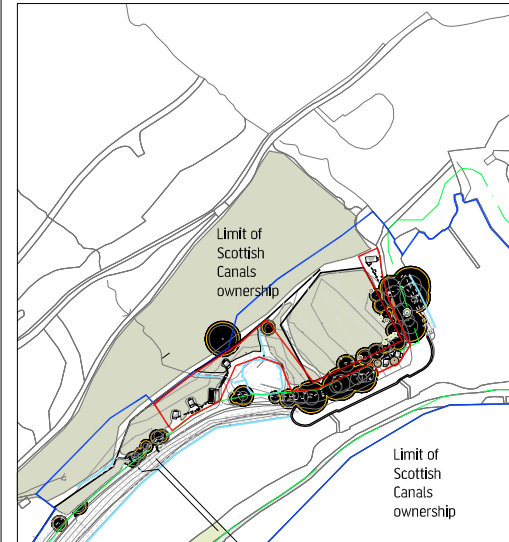 Limit of
Scottish
Canals
ownership
Limit of
Scottish
Canals
ownership